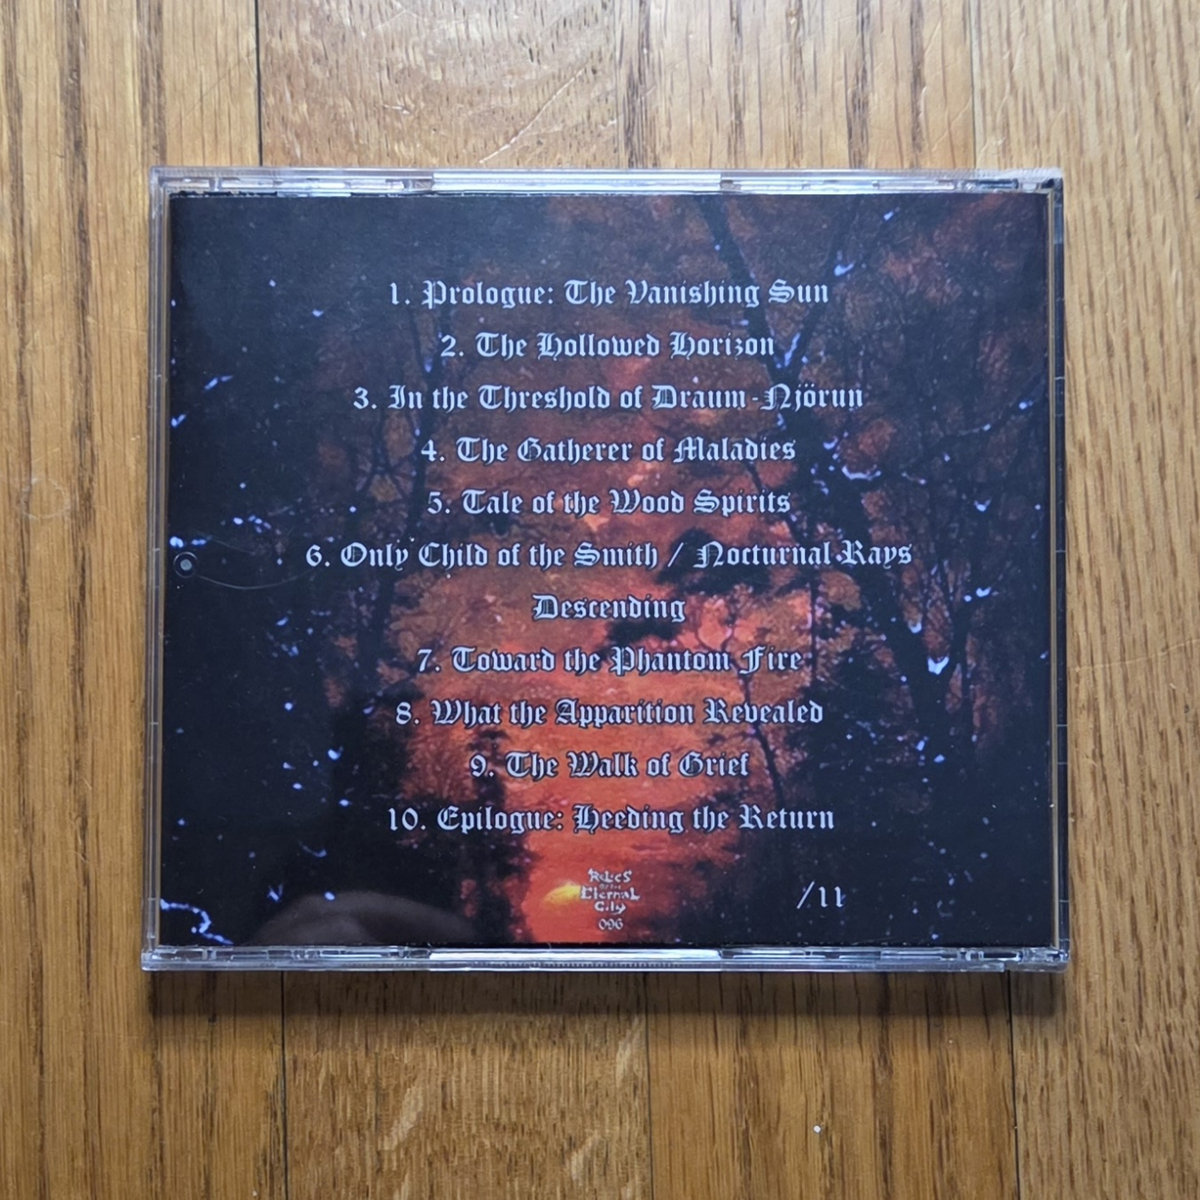 1. Prologue: The Vanishing Sun
2. The Hollowed Horizon
3. In the Threshold of Draum-Njörun
4. The Gatherer of Maladies
5. Tale of the Wood Spirits
6. Only Child of the Smith / Nocturnal Rays
Descending
7. Toward the Phantom Fire
8. What the Apparition Revealed
9. The Walk of Grief
10. Epilogue: Heeding the Return
Relics
of the
Eternal
City
096
/11